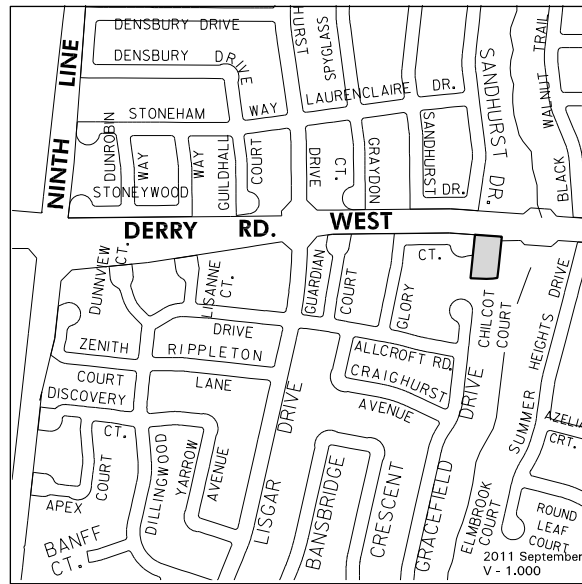 DENSBURY DRIVE
DENSBURY DRIVE
NINTH LINE
HURST
SPYGLASS
LAURENCLAIRE DR.
SANDHURST DR.
WALNUT TRAIL
STONEHAM WAY
DUNROBIN
WAY
WAY
GUILDHALL
COURT
DRIVE
CT.
GRAYDON
SANDHURST
DR.
BLACK
STONEYWOOD
DERRY RD. WEST
DUNNVIEW CT.
LISANNE CT.
GUARDIAN
COURT
GLORY
CT.
CHILCOT COURT
SUMMER HEIGHTS DRIVE
ZENITH
DRIVE
RIPPLETON
ALLCROFT RD.
CRAIGHURST
AVENUE
COURT
DISCOVERY
LANE
LISGAR DRIVE
GRACEFIELD DRIVE
AZELIA
CRT.
CT.
COURT
DILLINGWOOD
YARROW
AVENUE
BANSBRIDGE
CRESCENT
ELMBROOK
COURT
APEX
BANFF
CT.
ROUND
LEAF
COURT
2011 September
V - 1.000